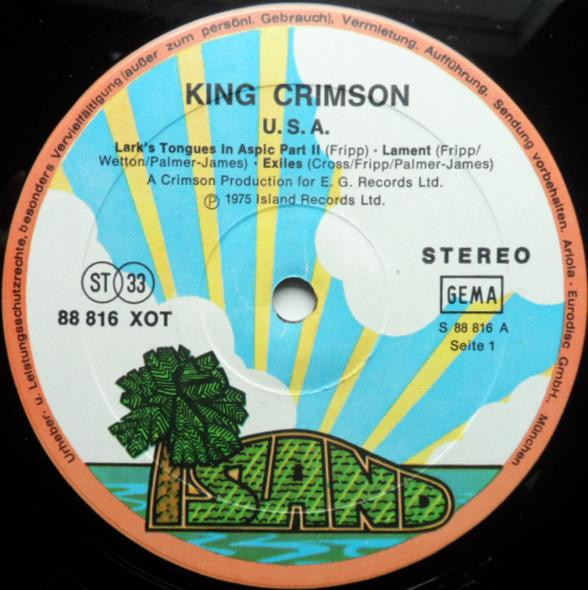 Urheber u. Leistungsschutzrechte, besonders Vervielfältigung (außer zum persönl. Gebrauch), Vermietung, Aufführung, Sendung vorbehalten. Ariola - Eurodisc GmbH, München
KING CRIMSON
U.S.A.
Lark's Tongues In Aspic Part II (Fripp) · Lament (Fripp/
Wetton/Palmer-James) · Exiles (Cross/Fripp/Palmer-James)
A Crimson Production for E. G. Records Ltd.
Ⓟ 1975 Island Records Ltd.
STEREO
ST 33
GEMA
88 816 XOT
S 88 816 A
Seite 1
ISLAND